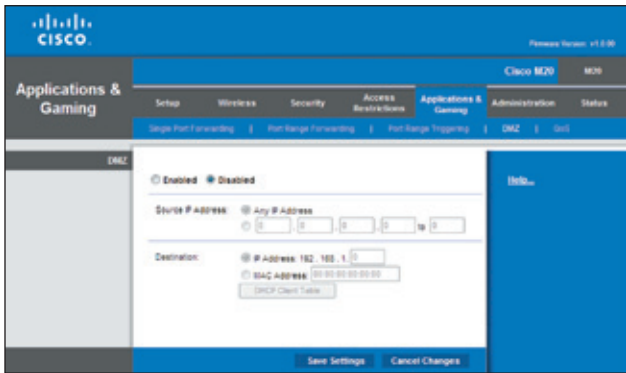 CISCO
Firmware Version: v1.0.00
Cisco M20
M20
Applications & Gaming
Setup
Wireless
Security
Access Restrictions
Applications & Gaming
Administration
Status
Single Port Forwarding | Port Range Forwarding | Port Range Triggering | DMZ | QoS
DMZ
Enabled Disabled
Help...
Source IP Address: Any IP Address
0 . 0 . 0 . 0 to 0
Destination: IP Address: 192 . 168 . 1 . 0
MAC Address: 00:00:00:00:00:00
DHCP Client Table
Save Settings Cancel Changes